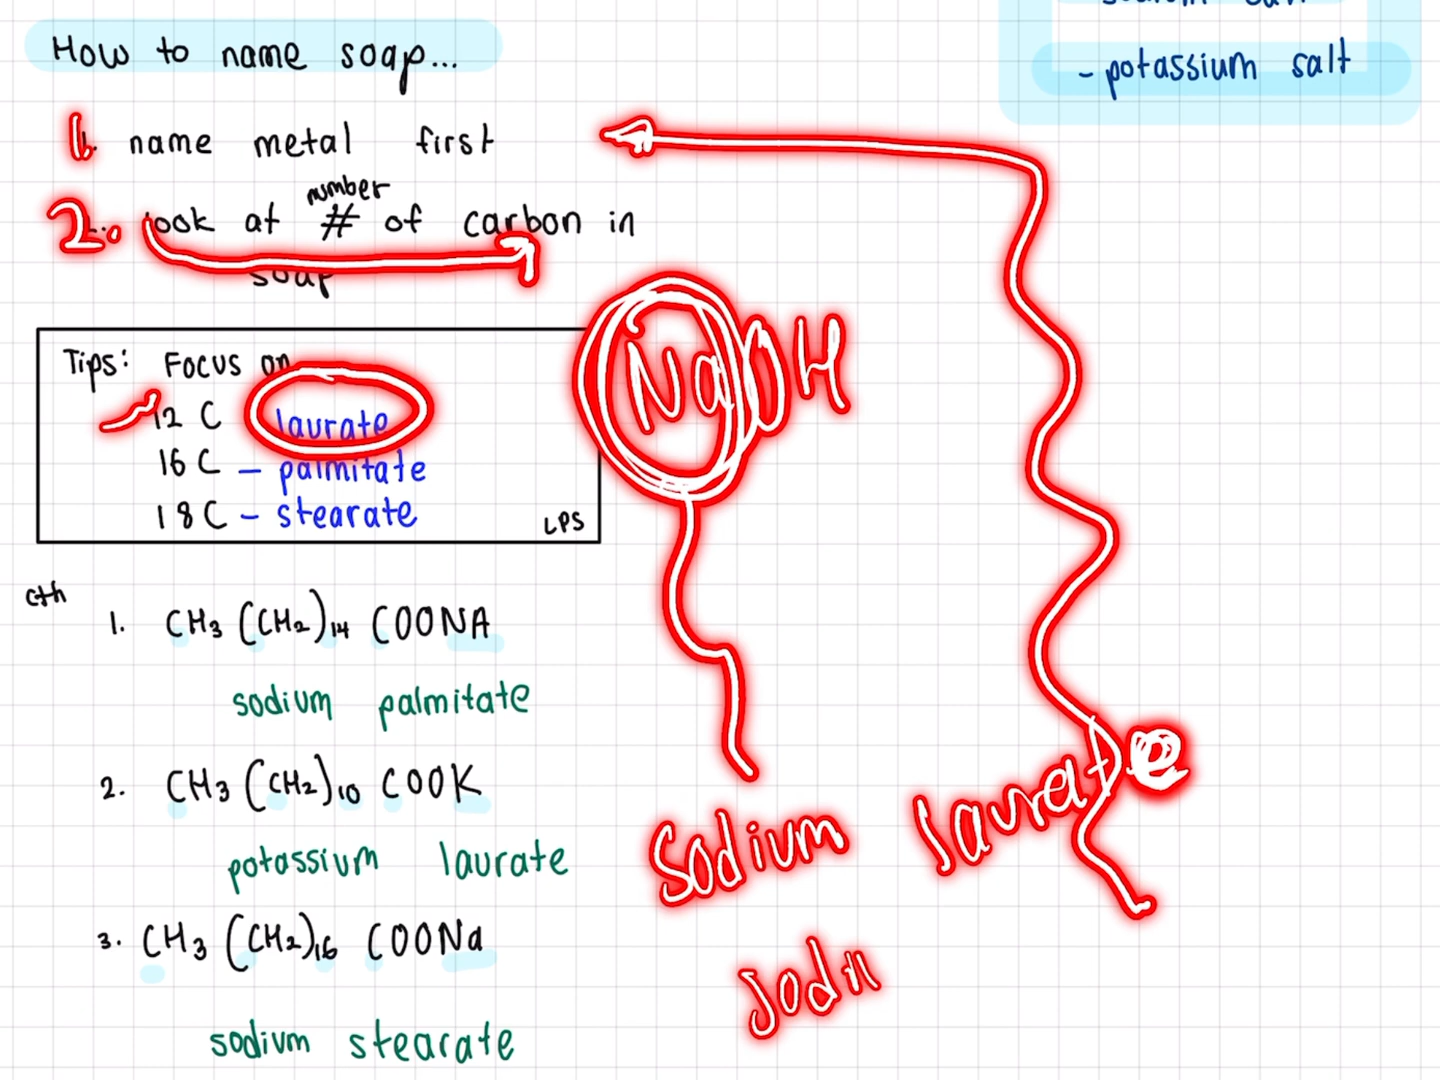 How to name soap...
- potassium salt
1. name metal first
2. look at number # of carbon in
soap
Tips: Focus on
12 C laurate
16 C - palmitate
18 C - stearate
LPS
NaOH
cth
1. CH3 (CH2)14 COONA
sodium palmitate
2. CH3 (CH2)10 COOK
potassium laurate
Sodium laurate
3. CH3 (CH2)16 COONa
sodium stearate